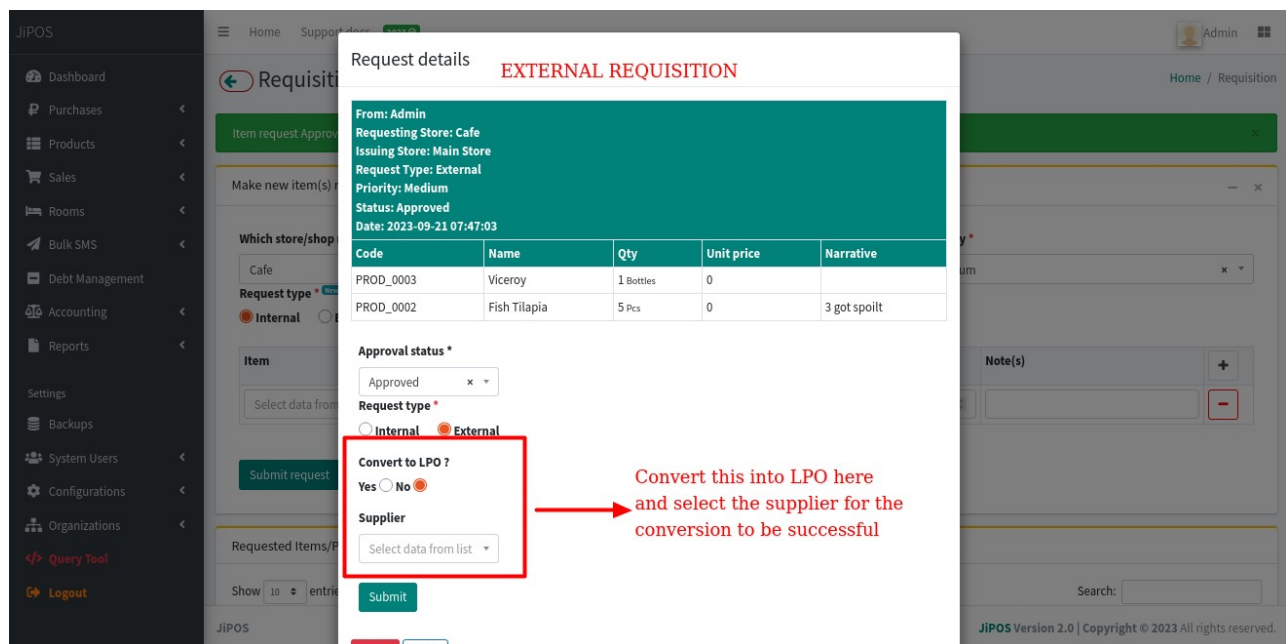 JiPOS
Home Support docs
Admin
Dashboard
Purchases
Products
Sales
Rooms
Bulk SMS
Debt Management
Accounting
Reports
Settings
Backups
System Users
Configurations
Organizations
</> Query Tool
Logout
Requisiti
Home / Requisition
Item request Approv
Make new item(s) r
Which store/shop
Cafe
Request type *
Internal
Item
Select data from
Submit request
Requested Items/P
Show 10 entrie
Note(s)
Search:
Request details
EXTERNAL REQUISITION
From: Admin
Requesting Store: Cafe
Issuing Store: Main Store
Request Type: External
Priority: Medium
Status: Approved
Date: 2023-09-21 07:47:03
Code Name Qty Unit price Narrative
PROD_0003 Viceroy 1 Bottles 0
PROD_0002 Fish Tilapia 5 Pcs 0 3 got spoilt
Approval status *
Approved × 
Request type *
Internal External
Convert to LPO ?
Yes No
Supplier
Select data from list
Submit
Convert this into LPO here
and select the supplier for the
conversion to be successful
JiPOS
JiPOS Version 2.0 | Copyright © 2023 All rights reserved.